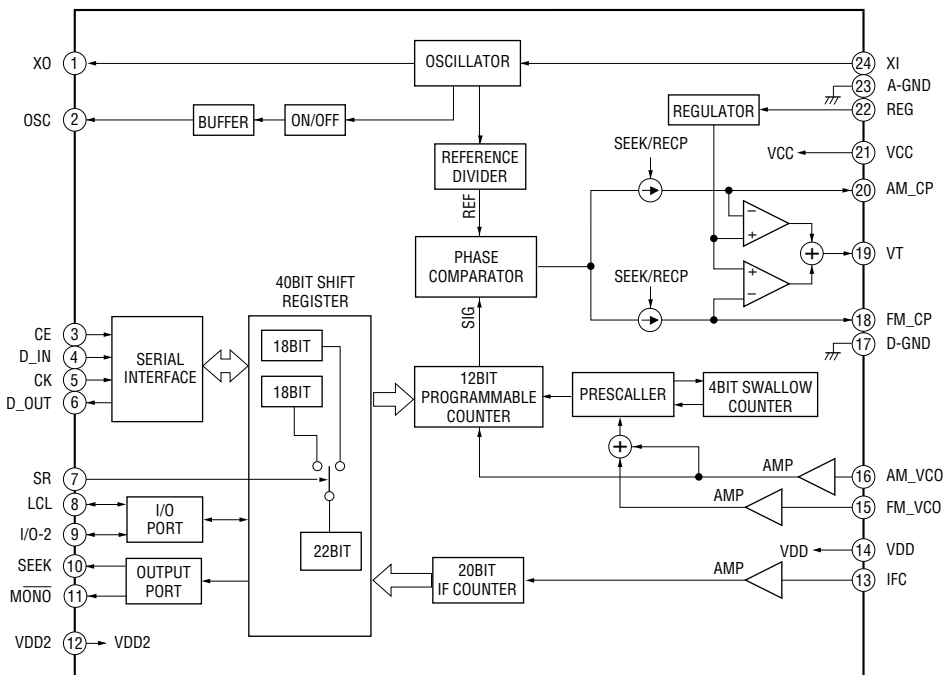 XO 1
OSCILLATOR
24 XI
23 A-GND
OSC 2
BUFFER
ON/OFF
REGULATOR
22 REG
REFERENCE
DIVIDER
SEEK/RECP
VCC
21 VCC
20 AM_CP
REF
PHASE
COMPARATOR
−
+
+
19 VT
40BIT SHIFT
REGISTER
SEEK/RECP
+
−
SIG
18 FM_CP
17 D-GND
CE 3
D_IN 4
CK 5
D_OUT 6
SERIAL
INTERFACE
18BIT
18BIT
12BIT
PROGRAMMABLE
COUNTER
PRESCALLER
4BIT SWALLOW
COUNTER
+
SR 7
AMP
16 AM_VCO
LCL 8
I/O-2 9
I/O
PORT
AMP
15 FM_VCO
22BIT
VDD
14 VDD
SEEK 10
MONO 11
OUTPUT
PORT
20BIT
IF COUNTER
AMP
13 IFC
VDD2 12 VDD2